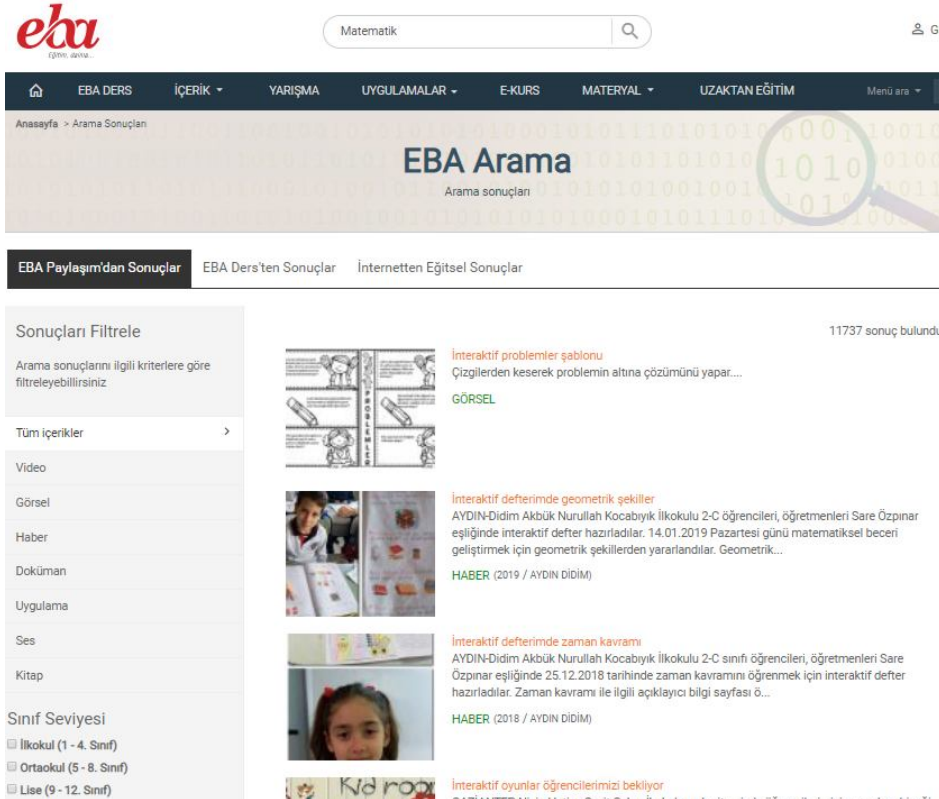 eba
Eğitim, daima...
Matematik
G
EBA DERS
İÇERİK
YARIŞMA
UYGULAMALAR
E-KURS
MATERYAL
UZAKTAN EĞİTİM
Menü ara
Anasayfa > Arama Sonuçları
EBA Arama
Arama sonuçları
EBA Paylaşım'dan Sonuçlar
EBA Ders'ten Sonuçlar
İnternetten Eğitsel Sonuçlar
Sonuçları Filtrele
Arama sonuçlarını ilgili kriterlere göre
filtreleyebillirsiniz
Tüm içerikler
Video
Görsel
Haber
Doküman
Uygulama
Ses
Kitap
Sınıf Seviyesi
İlkokul (1 - 4. Sınıf)
Ortaokul (5 - 8. Sınıf)
Lise (9 - 12. Sınıf)
11737 sonuç bulundu
PROBLEMLER
İnteraktif problemler şablonu
Çizgilerden keserek problemin altına çözümünü yapar....
GÖRSEL
İnteraktif defterimde geometrik şekiller
AYDIN-Didim Akbük Nurullah Kocabıyık İlkokulu 2-C öğrencileri, öğretmenleri Sare Özpınar
eşliğinde interaktif defter hazırladılar. 14.01.2019 Pazartesi günü matematiksel beceri
geliştirmek için geometrik şekillerden yararlandılar. Geometrik...
HABER (2019 / AYDIN DİDİM)
İnteraktif defterimde zaman kavramı
AYDIN-Didim Akbük Nurullah Kocabıyık İlkokulu 2-C sınıfı öğrencileri, öğretmenleri Sare
Özpınar eşliğinde 25.12.2018 tarihinde zaman kavramını öğrenmek için interaktif defter
hazırladılar. Zaman kavramı ile ilgili açıklayıcı bilgi sayfası ö...
HABER (2018 / AYDIN DİDİM)
Kid room
İnteraktif oyunlar öğrencilerimizi bekliyor